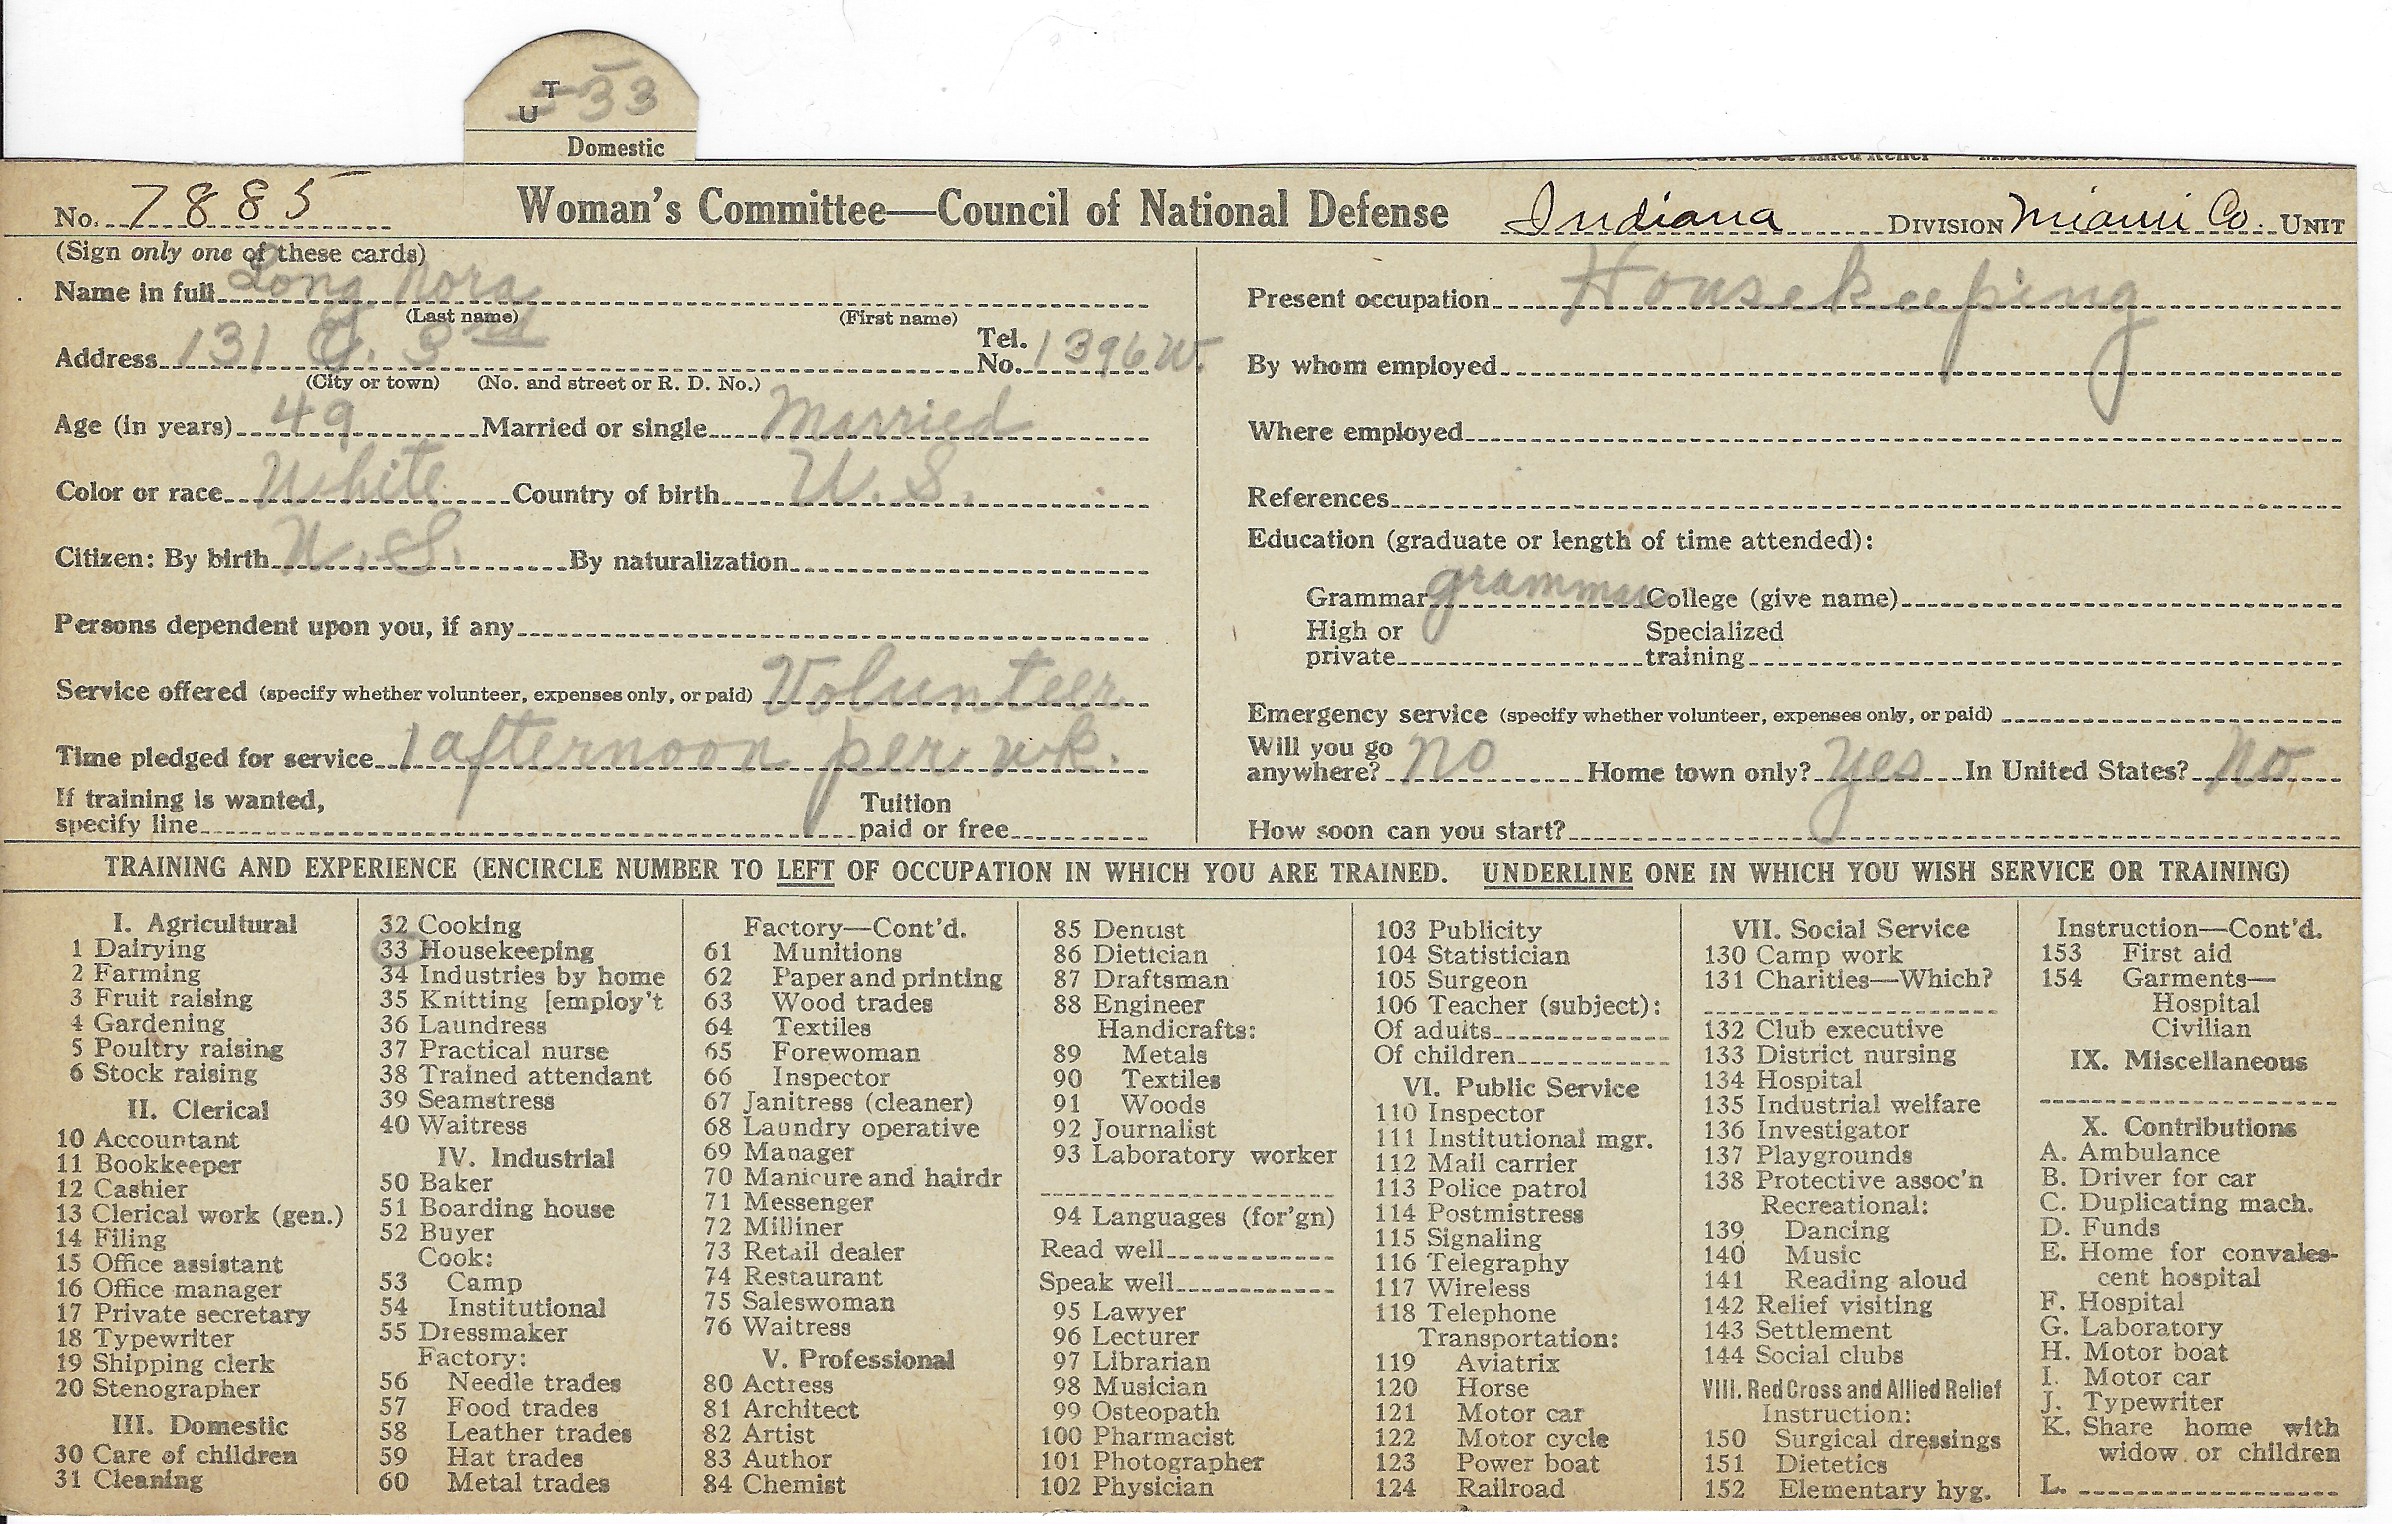 T
U 33
Domestic
No. 7885 Woman's Committee—Council of National Defense Indiana DIVISION Miami Co. UNIT
(Sign only one of these cards)
Name in full Long Nora
(Last name) (First name)
Address 131 E. 3rd Tel. No. 1396W.
(City or town) (No. and street or R. D. No.)
Age (in years) 49 Married or single Married
Color or race White Country of birth U. S.
Citizen: By birth U. S. By naturalization
Persons dependent upon you, if any
Service offered (specify whether volunteer, expenses only, or paid) Volunteer
Time pledged for service 1 afternoon per wk.
If training is wanted,
specify line Tuition paid or free
Present occupation Housekeeping
By whom employed
Where employed
References
Education (graduate or length of time attended):
Grammar grammar College (give name)
High or private Specialized training
Emergency service (specify whether volunteer, expenses only, or paid)
Will you go anywhere? No Home town only? Yes In United States? No
How soon can you start?
TRAINING AND EXPERIENCE (ENCIRCLE NUMBER TO LEFT OF OCCUPATION IN WHICH YOU ARE TRAINED. UNDERLINE ONE IN WHICH YOU WISH SERVICE OR TRAINING)
I. Agricultural
1 Dairying
2 Farming
3 Fruit raising
4 Gardening
5 Poultry raising
6 Stock raising
II. Clerical
10 Accountant
11 Bookkeeper
12 Cashier
13 Clerical work (gen.)
14 Filing
15 Office assistant
16 Office manager
17 Private secretary
18 Typewriter
19 Shipping clerk
20 Stenographer
III. Domestic
30 Care of children
31 Cleaning
32 Cooking
33 Housekeeping
34 Industries by home
35 Knitting [employ't
36 Laundress
37 Practical nurse
38 Trained attendant
39 Seamstress
40 Waitress
IV. Industrial
50 Baker
51 Boarding house
52 Buyer
Cook:
53 Camp
54 Institutional
55 Dressmaker
Factory:
56 Needle trades
57 Food trades
58 Leather trades
59 Hat trades
60 Metal trades
Factory—Cont'd.
61 Munitions
62 Paper and printing
63 Wood trades
64 Textiles
65 Forewoman
66 Inspector
67 Janitress (cleaner)
68 Laundry operative
69 Manager
70 Manicure and hairdr
71 Messenger
72 Milliner
73 Retail dealer
74 Restaurant
75 Saleswoman
76 Waitress
V. Professional
80 Actress
81 Architect
82 Artist
83 Author
84 Chemist
85 Dentist
86 Dietician
87 Draftsman
88 Engineer
Handicrafts:
89 Metals
90 Textiles
91 Woods
92 Journalist
93 Laboratory worker
94 Languages (for'gn)
Read well
Speak well
95 Lawyer
96 Lecturer
97 Librarian
98 Musician
99 Osteopath
100 Pharmacist
101 Photographer
102 Physician
103 Publicity
104 Statistician
105 Surgeon
106 Teacher (subject):
Of adults
Of children
VI. Public Service
110 Inspector
111 Institutional mgr.
112 Mail carrier
113 Police patrol
114 Postmistress
115 Signaling
116 Telegraphy
117 Wireless
118 Telephone
Transportation:
119 Aviatrix
120 Horse
121 Motor car
122 Motor cycle
123 Power boat
124 Railroad
VII. Social Service
130 Camp work
131 Charities—Which?
132 Club executive
133 District nursing
134 Hospital
135 Industrial welfare
136 Investigator
137 Playgrounds
138 Protective assoc'n
Recreational:
139 Dancing
140 Music
141 Reading aloud
142 Relief visiting
143 Settlement
144 Social clubs
VIII. Red Cross and Allied Relief
Instruction:
150 Surgical dressings
151 Dietetics
152 Elementary hyg.
Instruction—Cont'd.
153 First aid
154 Garments—
Hospital
Civilian
IX. Miscellaneous
X. Contributions
A. Ambulance
B. Driver for car
C. Duplicating mach.
D. Funds
E. Home for convales-
cent hospital
F. Hospital
G. Laboratory
H. Motor boat
I. Motor car
J. Typewriter
K. Share home with
widow or children
L.